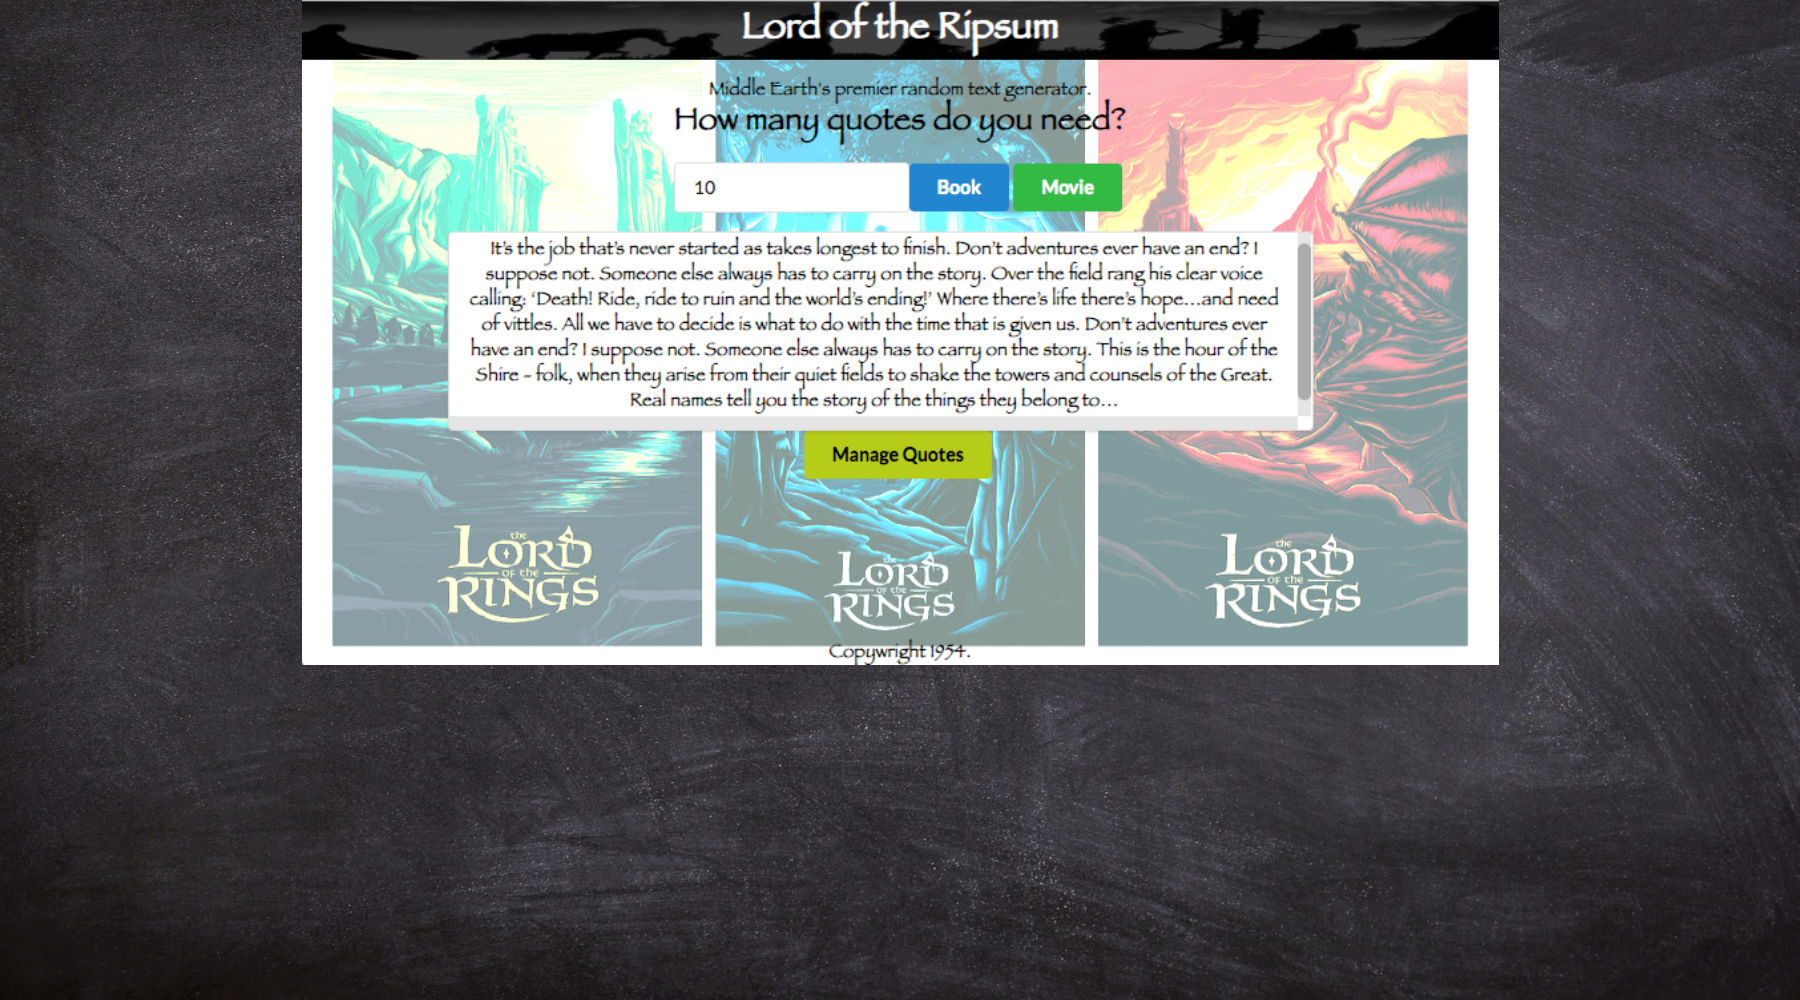 Lord of the Ripsum
Middle Earth's premier random text generator.
How many quotes do you need?
10
Book
Movie
It's the job that's never started as takes longest to finish. Don't adventures ever have an end? I
suppose not. Someone else always has to carry on the story. Over the field rang his clear voice
calling: ‘Death! Ride, ride to ruin and the world's ending!’ Where there's life there's hope…and need
of vittles. All we have to decide is what to do with the time that is given us. Don't adventures ever
have an end? I suppose not. Someone else always has to carry on the story. This is the hour of the
Shire - folk, when they arise from their quiet fields to shake the towers and counsels of the Great.
Real names tell you the story of the things they belong to…
Manage Quotes
the
LORD
OF the
RINGS
the
LORD
OF the
RINGS
the
LORD
OF the
RINGS
Copywright 1954.